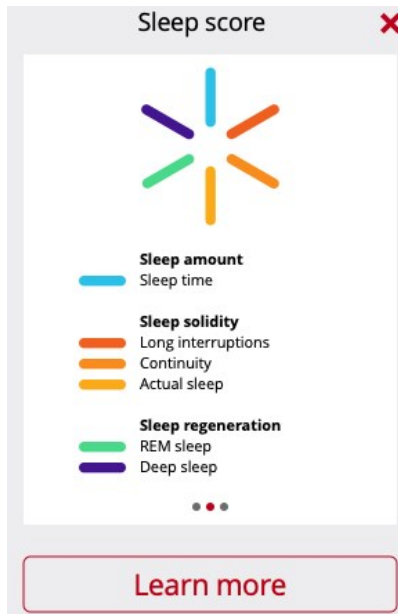 Sleep score
Sleep amount
Sleep time
Sleep solidity
Long interruptions
Continuity
Actual sleep
Sleep regeneration
REM sleep
Deep sleep
Learn more